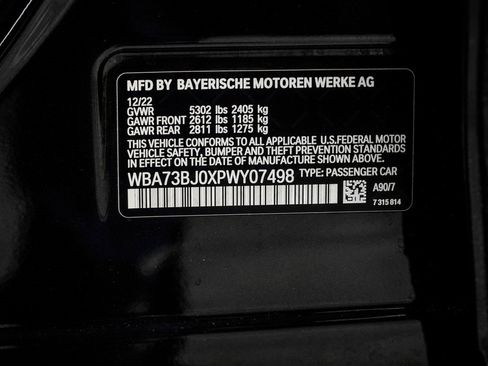 MFD BY BAYERISCHE MOTOREN WERKE AG
12/22
GVWR 5302 lbs 2405 kg
GAWR FRONT 2612 lbs 1185 kg
GAWR REAR 2811 lbs 1275 kg
THIS VEHICLE CONFORMS TO ALL APPLICABLE U.S.FEDERAL MOTOR
VEHICLE SAFETY, BUMPER AND THEFT PREVENTION STANDARDS
IN EFFECT ON THE DATE OF MANUFACTURE SHOWN ABOVE.
WBA73BJ0XPWY07498 TYPE: PASSENGER CAR
A90/7
7 315 814